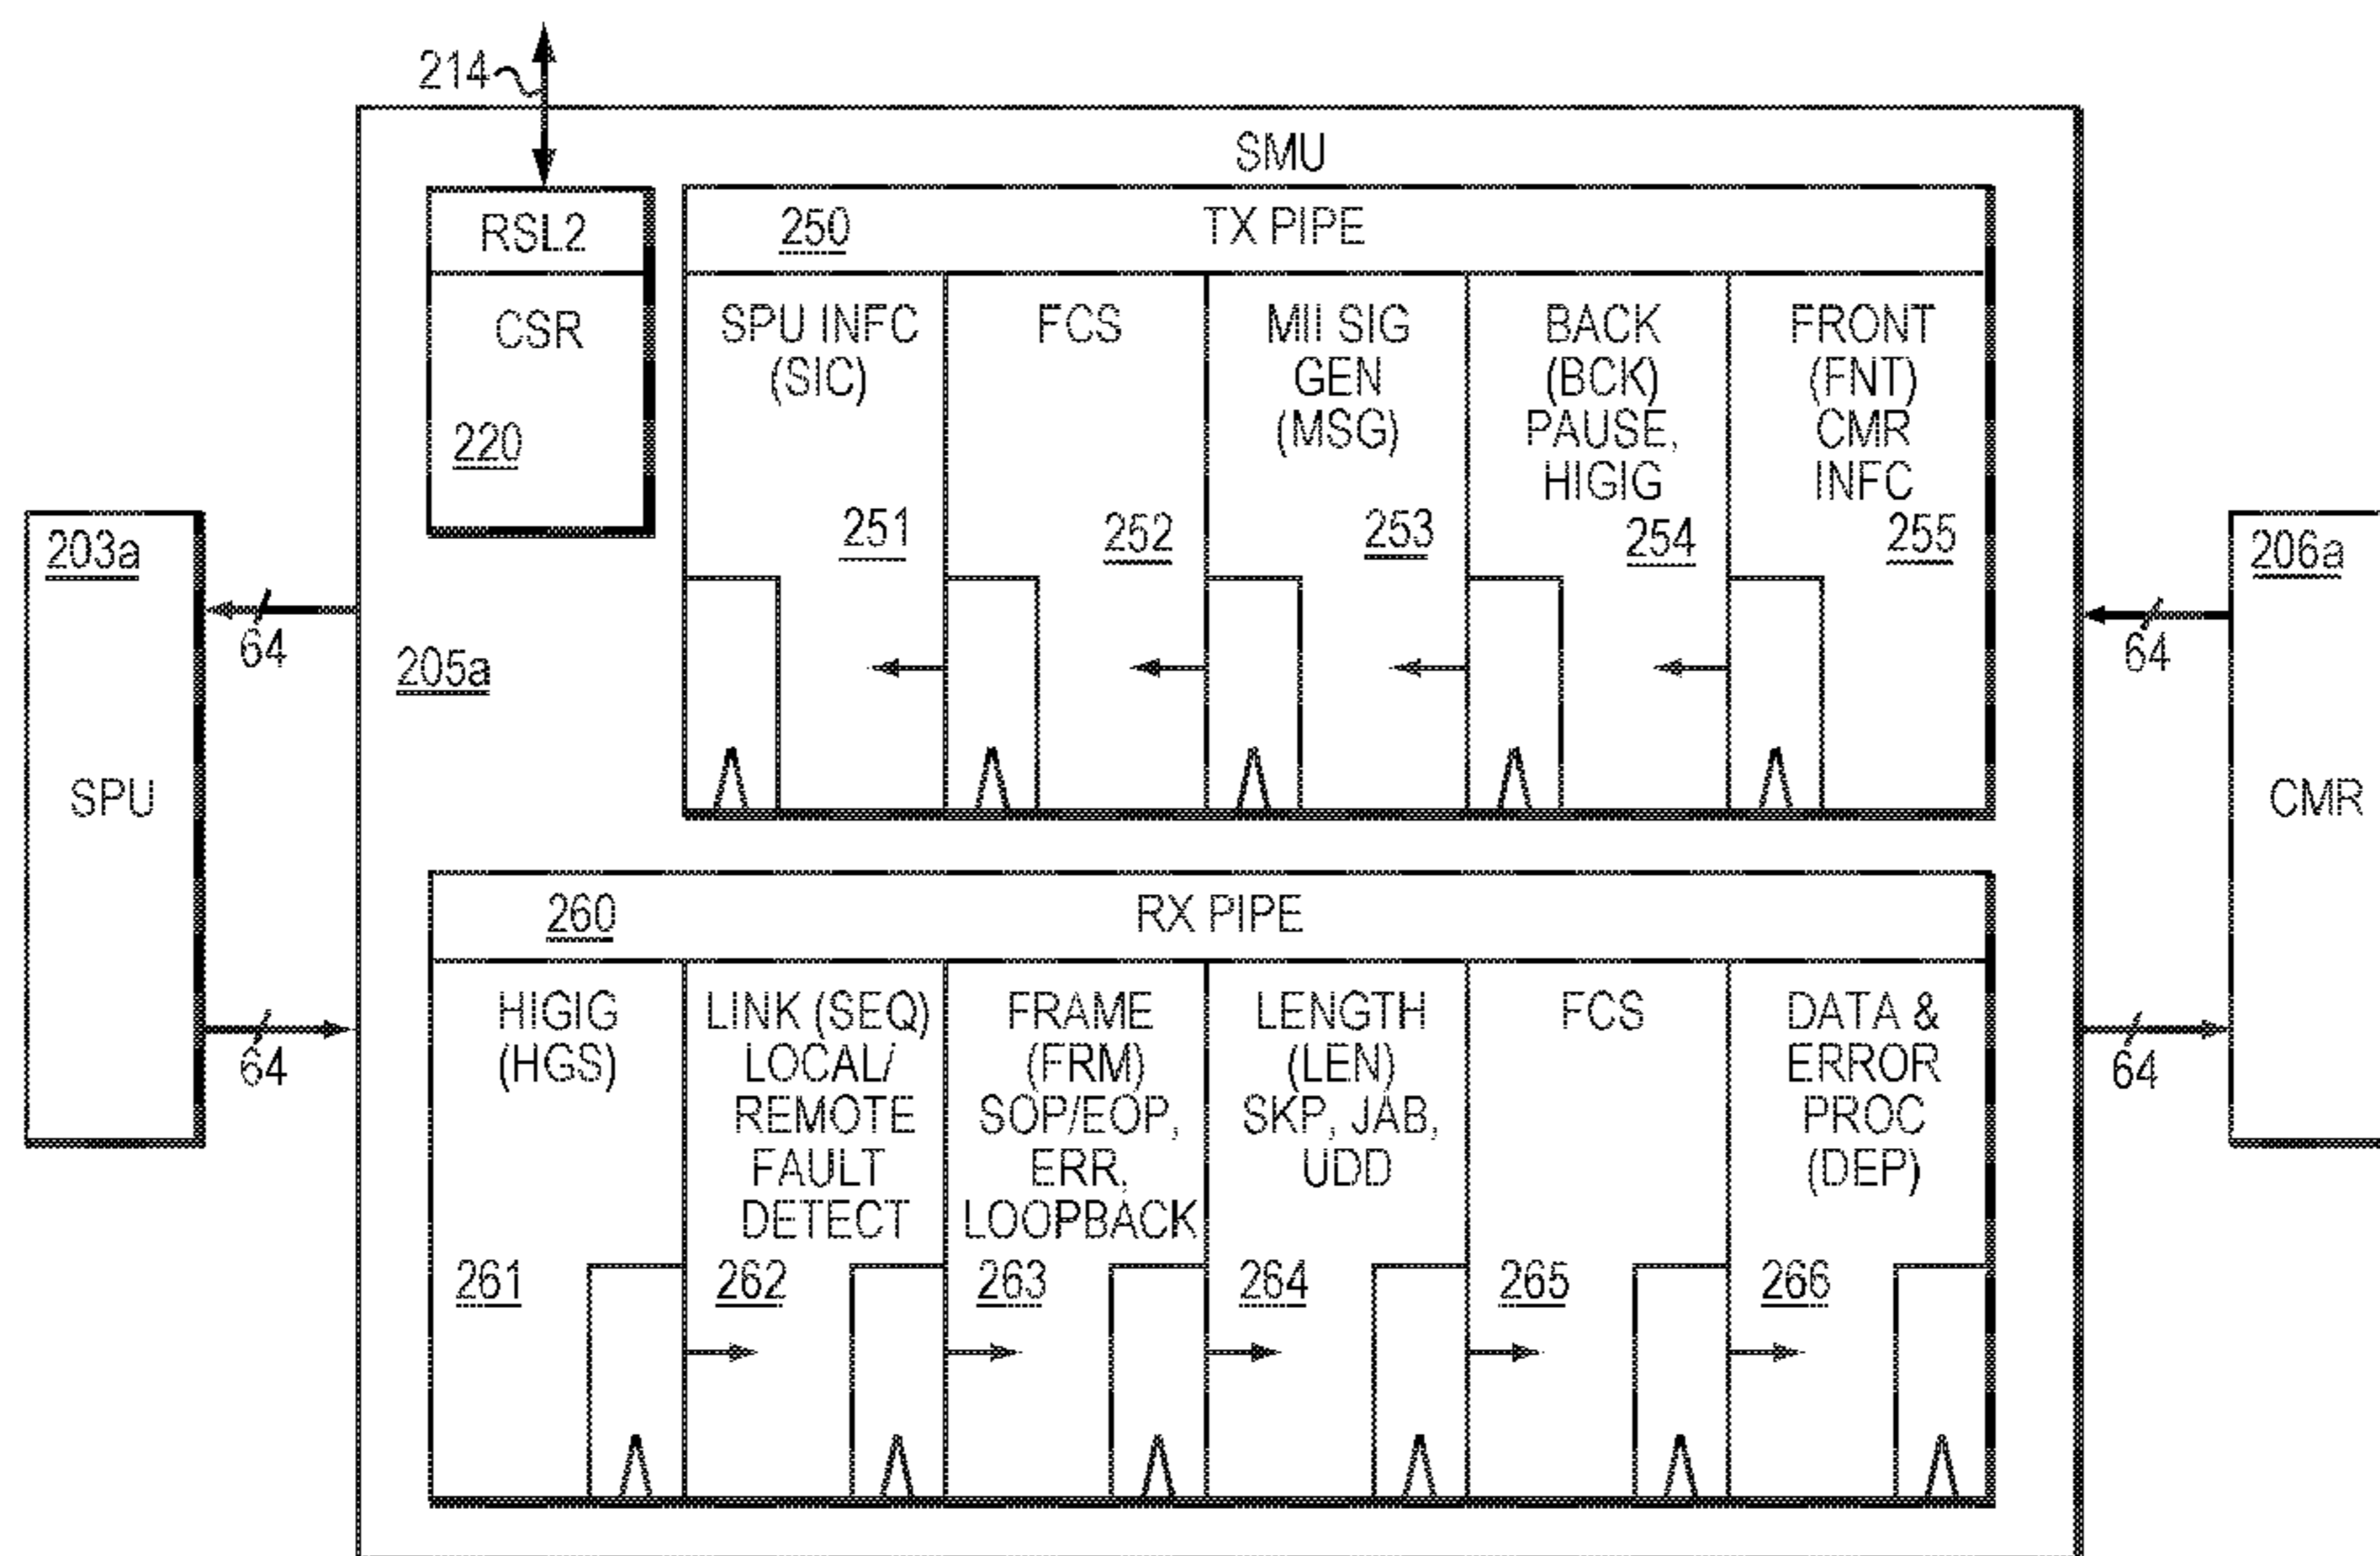 214
SMU
RSL2
CSR
220
250
TX PIPE
SPU INFC
(SIC)
251
FCS
252
MII SIG
GEN
(MSG)
253
BACK
(BCK)
PAUSE,
HIGIG
254
FRONT
(FNT)
CMR
INFC
255
203a
SPU
64
64
205a
206a
CMR
64
64
260
RX PIPE
HIGIG
(HGS)
261
LINK (SEQ)
LOCAL/
REMOTE
FAULT
DETECT
262
FRAME
(FRM)
SOP/EOP,
ERR,
LOOPBACK
263
LENGTH
(LEN)
SKP, JAB,
UDD
264
FCS
265
DATA &
ERROR
PROC
(DEP)
266